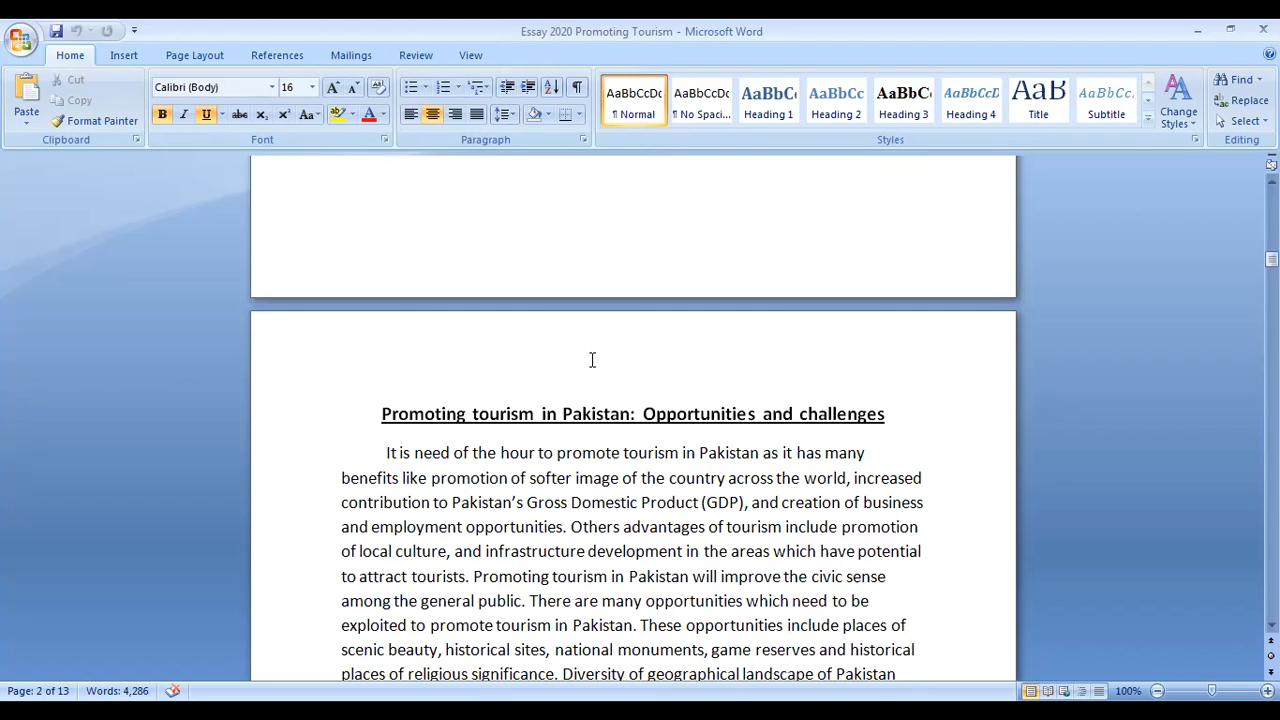 Essay 2020 Promoting Tourism - Microsoft Word
Home Insert Page Layout References Mailings Review View
Paste
Cut
Copy
Format Painter
Clipboard
Calibri (Body) 16
B I U abc x₂ x² Aa A
Font
Paragraph
AaBbCcDc AaBbCcDc AaBbC AaBbCc AaBbCc AaBbCcD AaB AaBbCc.
¶ Normal ¶ No Spaci... Heading 1 Heading 2 Heading 3 Heading 4 Title Subtitle
Change Styles
Styles
Find
Replace
Select
Editing
Promoting tourism in Pakistan: Opportunities and challenges
It is need of the hour to promote tourism in Pakistan as it has many
benefits like promotion of softer image of the country across the world, increased
contribution to Pakistan’s Gross Domestic Product (GDP), and creation of business
and employment opportunities. Others advantages of tourism include promotion
of local culture, and infrastructure development in the areas which have potential
to attract tourists. Promoting tourism in Pakistan will improve the civic sense
among the general public. There are many opportunities which need to be
exploited to promote tourism in Pakistan. These opportunities include places of
scenic beauty, historical sites, national monuments, game reserves and historical
places of religious significance. Diversity of geographical landscape of Pakistan
Page: 2 of 13 Words: 4,286 100%